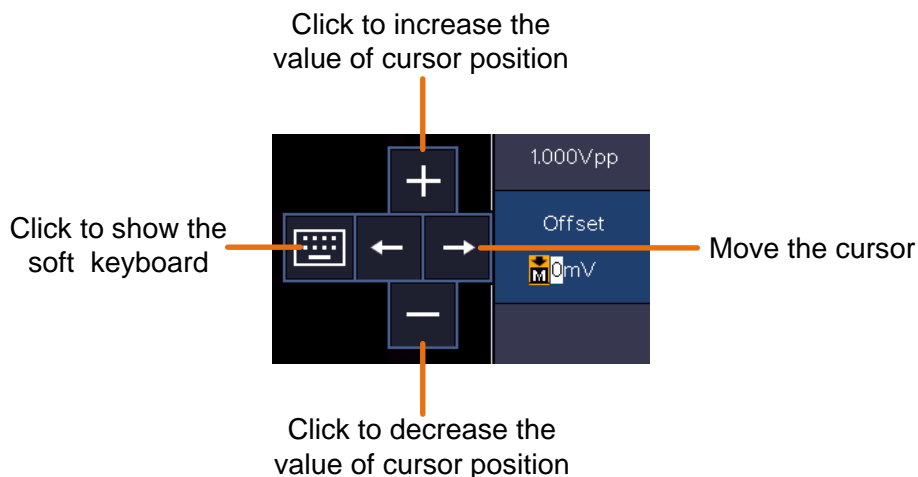 Click to increase the
value of cursor position
1.000Vpp
Offset
M 0mV
Click to show the
soft keyboard
Move the cursor
Click to decrease the
value of cursor position